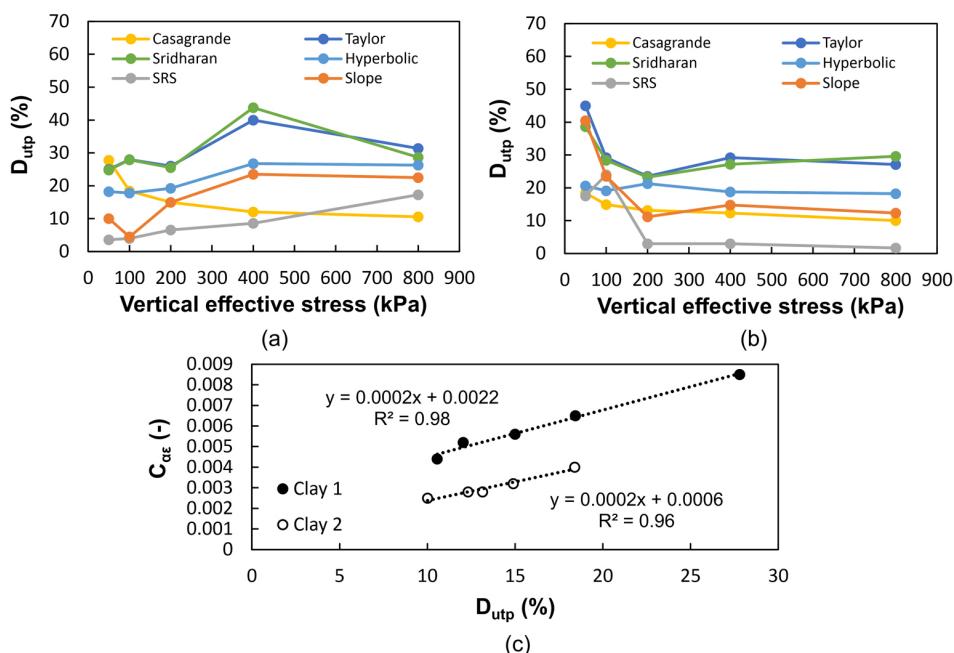 70
60
50
40
30
20
10
0
D_utp (%)
Casagrande
Taylor
Sridharan
Hyperbolic
SRS
Slope
0 100 200 300 400 500 600 700 800 900
Vertical effective stress (kPa)
(a)
70
60
50
40
30
20
10
0
D_utp (%)
Casagrande
Taylor
Sridharan
Hyperbolic
SRS
Slope
0 100 200 300 400 500 600 700 800 900
Vertical effective stress (kPa)
(b)
0.009
0.008
0.007
0.006
0.005
0.004
0.003
0.002
0.001
0
C_αε (-)
y = 0.0002x + 0.0022
R² = 0.98
Clay 1
Clay 2
y = 0.0002x + 0.0006
R² = 0.96
0 5 10 15 20 25 30
D_utp (%)
(c)